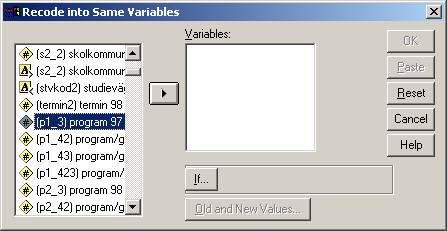 Recode into Same Variables
(s2_2) skolkommur
(s2_2) skolkommur
(stvkod2) studieväg
(termin2) termin 98
(p1_3) program 97
(p1_42) program/g
(p1_43) program/g
(p1_423) program/
(p2_3) program 98
(p2_42) program/g
Variables:
If...
Old and New Values...
OK
Paste
Reset
Cancel
Help